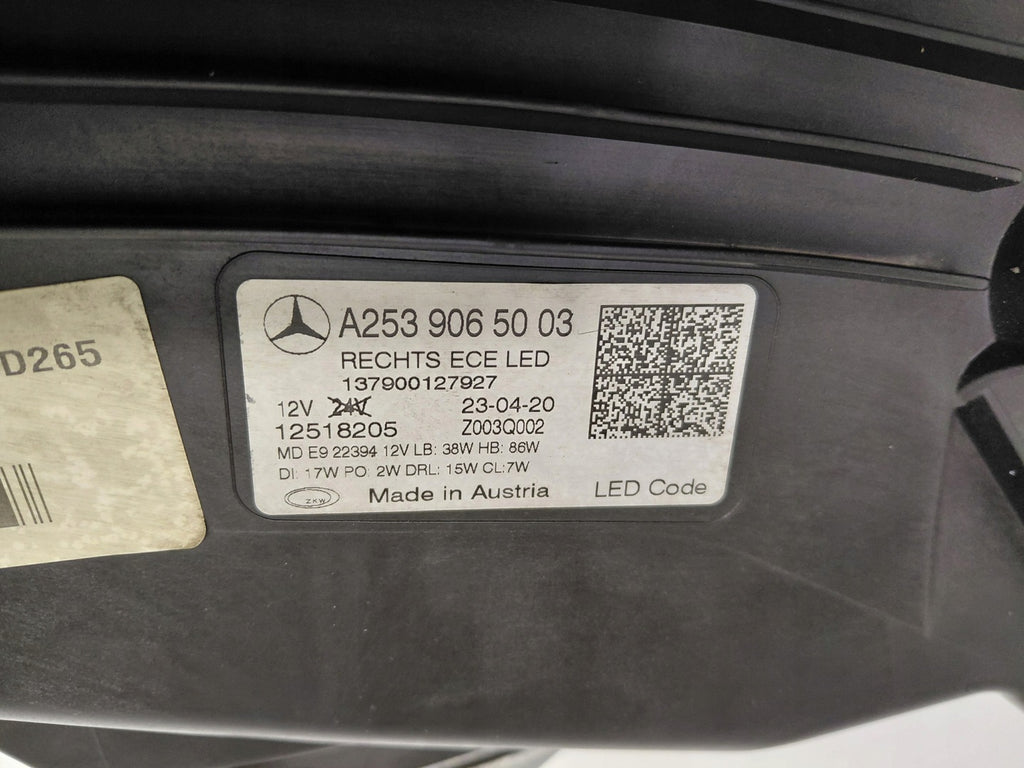 D265
A253 906 50 03
RECHTS ECE LED
137900127927
12V 24V 23-04-20
12518205 Z003Q002
MD E9 22394 12V LB: 38W HB: 86W
DI: 17W PO: 2W DRL: 15W CL:7W
ZKW Made in Austria LED Code